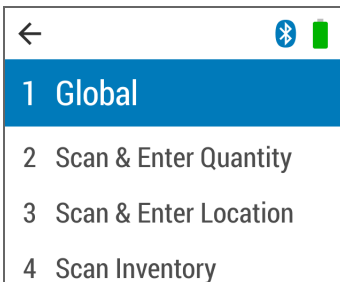 1 Global
2 Scan & Enter Quantity
3 Scan & Enter Location
4 Scan Inventory